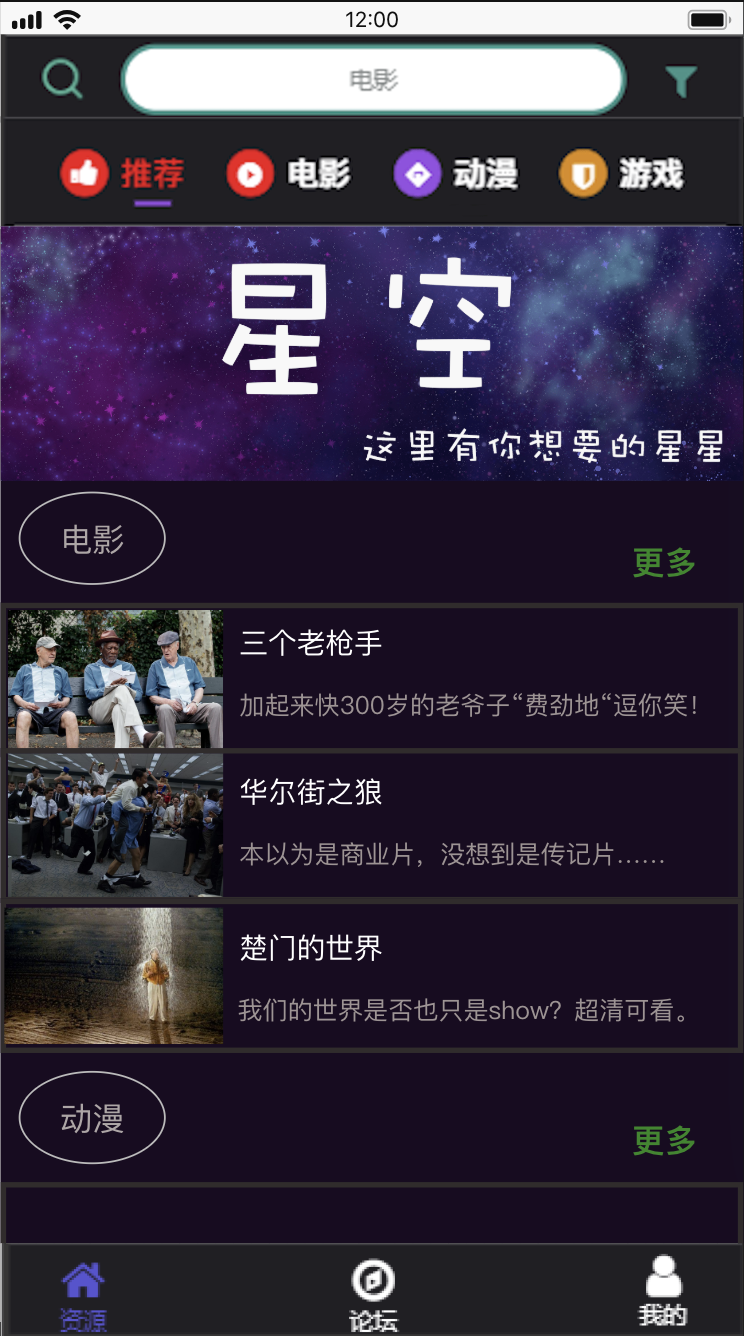 12:00
电影
推荐 电影 动漫 游戏
星空
这里有你想要的星星
电影
更多
三个老枪手
加起来快300岁的老爷子“费劲地“逗你笑！
华尔街之狼
本以为是商业片，没想到是传记片……
楚门的世界
我们的世界是否也只是show？超清可看。
动漫
更多
资源 论坛 我的